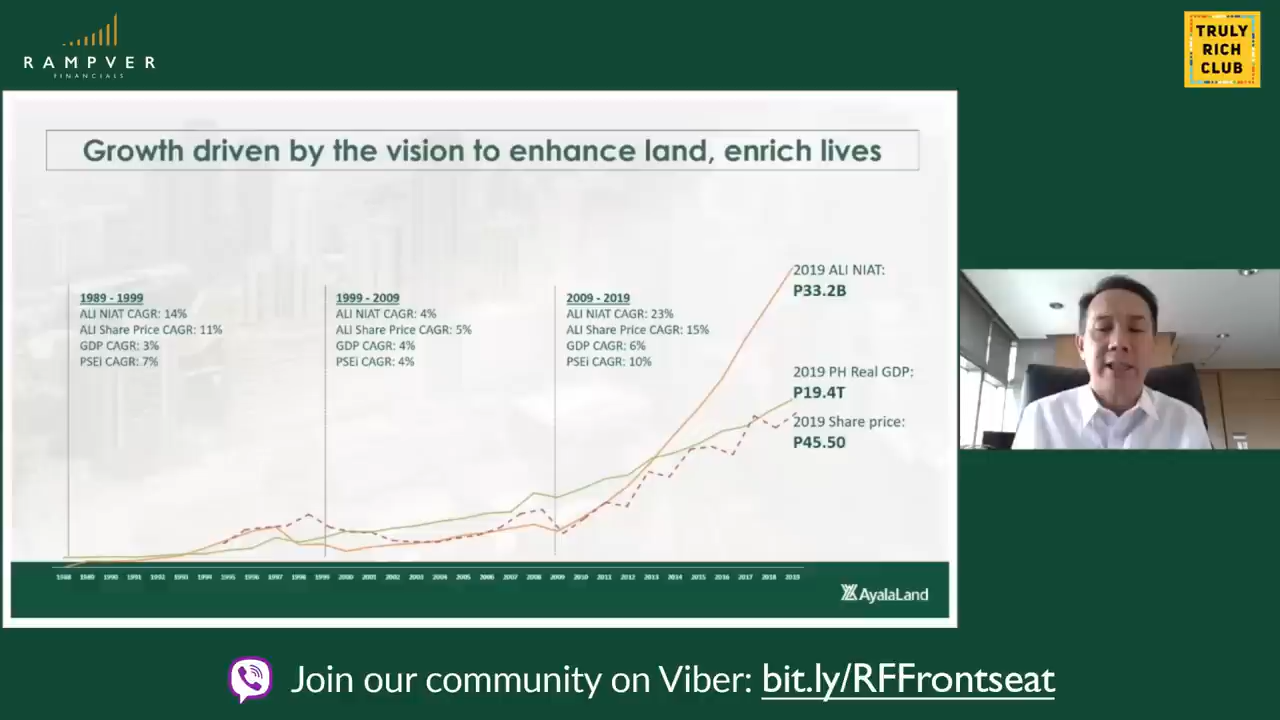 RAMPVER
FINANCIALS
TRULY
RICH
CLUB
Growth driven by the vision to enhance land, enrich lives
1989 - 1999
ALI NIAT CAGR: 14%
ALI Share Price CAGR: 11%
GDP CAGR: 3%
PSEi CAGR: 7%
1999 - 2009
ALI NIAT CAGR: 4%
ALI Share Price CAGR: 5%
GDP CAGR: 4%
PSEi CAGR: 4%
2009 - 2019
ALI NIAT CAGR: 23%
ALI Share Price CAGR: 15%
GDP CAGR: 6%
PSEi CAGR: 10%
2019 ALI NIAT:
P33.2B
2019 PH Real GDP:
P19.4T
2019 Share price:
P45.50
1988 1989 1990 1991 1992 1993 1994 1995 1996 1997 1998 1999 2000 2001 2002 2003 2004 2005 2006 2007 2008 2009 2010 2011 2012 2013 2014 2015 2016 2017 2018 2019
AyalaLand
Join our community on Viber: bit.ly/RFFrontseat